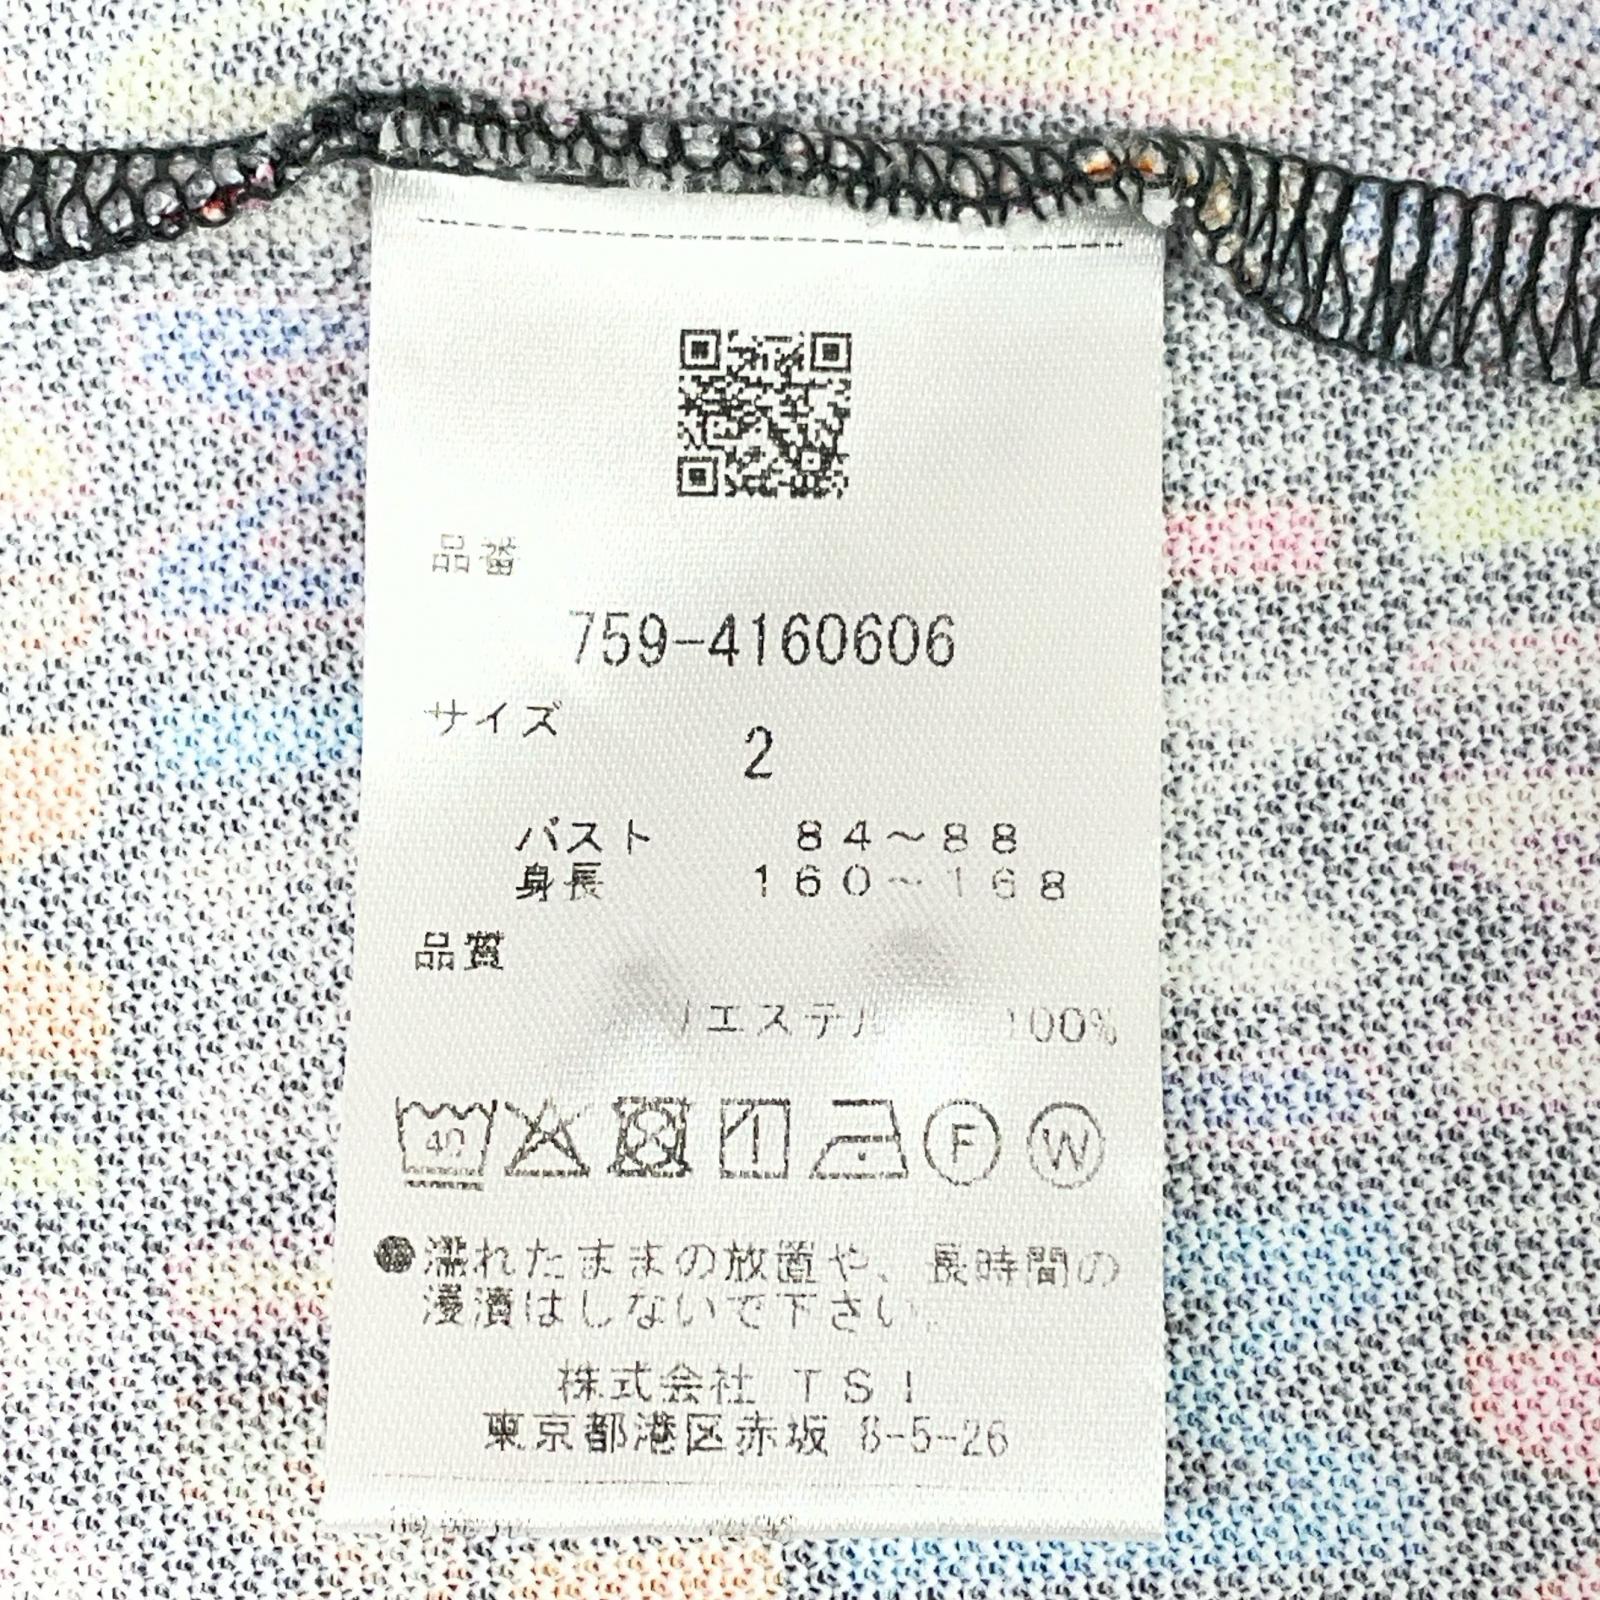 品番
759-4160606
サイズ
2
バスト 84～88
身長 160～168
品質
エステル 100%
40
F W
●濡れたままの放置や、長時間の
浸漬はしないで下さい。
株式会社 TSI
東京都港区赤坂 8-5-26